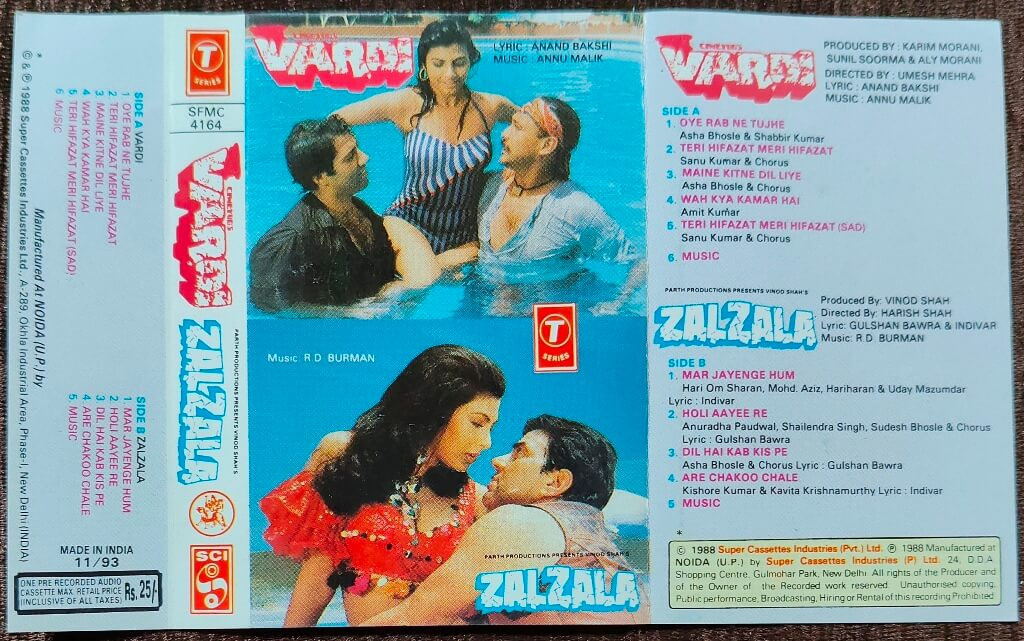 *
© & ℗ 1988 Super Cassettes Industries Ltd., A-289, Okhla Industrial Area, Phase-I, New Delhi (INDIA)
Manufactured At NOIDA (U.P.) by
SIDE A VARDI
1 OYE RAB NE TUJHE
2 TERI HIFAZAT MERI HIFAZAT
3 MAINE KITNE DIL LIYE
4 WAH KYA KAMAR HAI
5 TERI HIFAZAT MERI HIFAZAT (SAD)
6 MUSIC
SIDE B ZALZALA
1 MAR JAYENGE HUM
2 HOLI AAYEE RE
3 DIL HAI KAB KIS PE
4 ARE CHAKOO CHALE
5 MUSIC
MADE IN INDIA
11/93
ONE PRE RECORDED AUDIO
CASSETTE MAX. RETAIL PRICE
(INCLUSIVE OF ALL TAXES)
Rs. 25/-
T
SERIES
SFMC
4164
CINEYUG'S
VARDI
PARTH PRODUCTIONS PRESENTS VINOD SHAH'S
ZALZALA
SCI
CINEYUG'S
VARDI
LYRIC : ANAND BAKSHI
MUSIC : ANNU MALIK
T
SERIES
Music: R.D. BURMAN
PARTH PRODUCTIONS PRESENTS VINOD SHAH'S
ZALZALA
CINEYUG'S
VARDI
PRODUCED BY : KARIM MORANI,
SUNIL SOORMA & ALY MORANI
DIRECTED BY : UMESH MEHRA
LYRIC : ANAND BAKSHI
MUSIC : ANNU MALIK
SIDE A
1. OYE RAB NE TUJHE
Asha Bhosle & Shabbir Kumar
2. TERI HIFAZAT MERI HIFAZAT
Sanu Kumar & Chorus
3. MAINE KITNE DIL LIYE
Asha Bhosle & Chorus
4. WAH KYA KAMAR HAI
Amit Kumar
5. TERI HIFAZAT MERI HIFAZAT (SAD)
Sanu Kumar & Chorus
6. MUSIC
PARTH PRODUCTIONS PRESENTS VINOD SHAH'S
ZALZALA
Produced By: VINOD SHAH
Directed By: HARISH SHAH
Lyric: GULSHAN BAWRA & INDIVAR
Music: R.D. BURMAN
SIDE B
1. MAR JAYENGE HUM
Hari Om Sharan, Mohd. Aziz, Hariharan & Uday Mazumdar
Lyric : Indivar
2. HOLI AAYEE RE
Anuradha Paudwal, Shailendra Singh, Sudesh Bhosle & Chorus
Lyric : Gulshan Bawra
3. DIL HAI KAB KIS PE
Asha Bhosle & Chorus Lyric : Gulshan Bawra
4. ARE CHAKOO CHALE
Kishore Kumar & Kavita Krishnamurthy Lyric : Indivar
5 MUSIC
*
© 1988 Super Cassettes Industries (Pvt.) Ltd. ℗ 1988 Manufactured at
NOIDA (U.P.) by Super Cassettes Industries (P) Ltd. 24, D.D.A.
Shopping Centre, Gulmohar Park, New Delhi. All rights of the Producer and
of the Owner of the Recorded work reserved. Unauthorised copying,
Public performance, Broadcasting, Hiring or Rental of this recording Prohibited